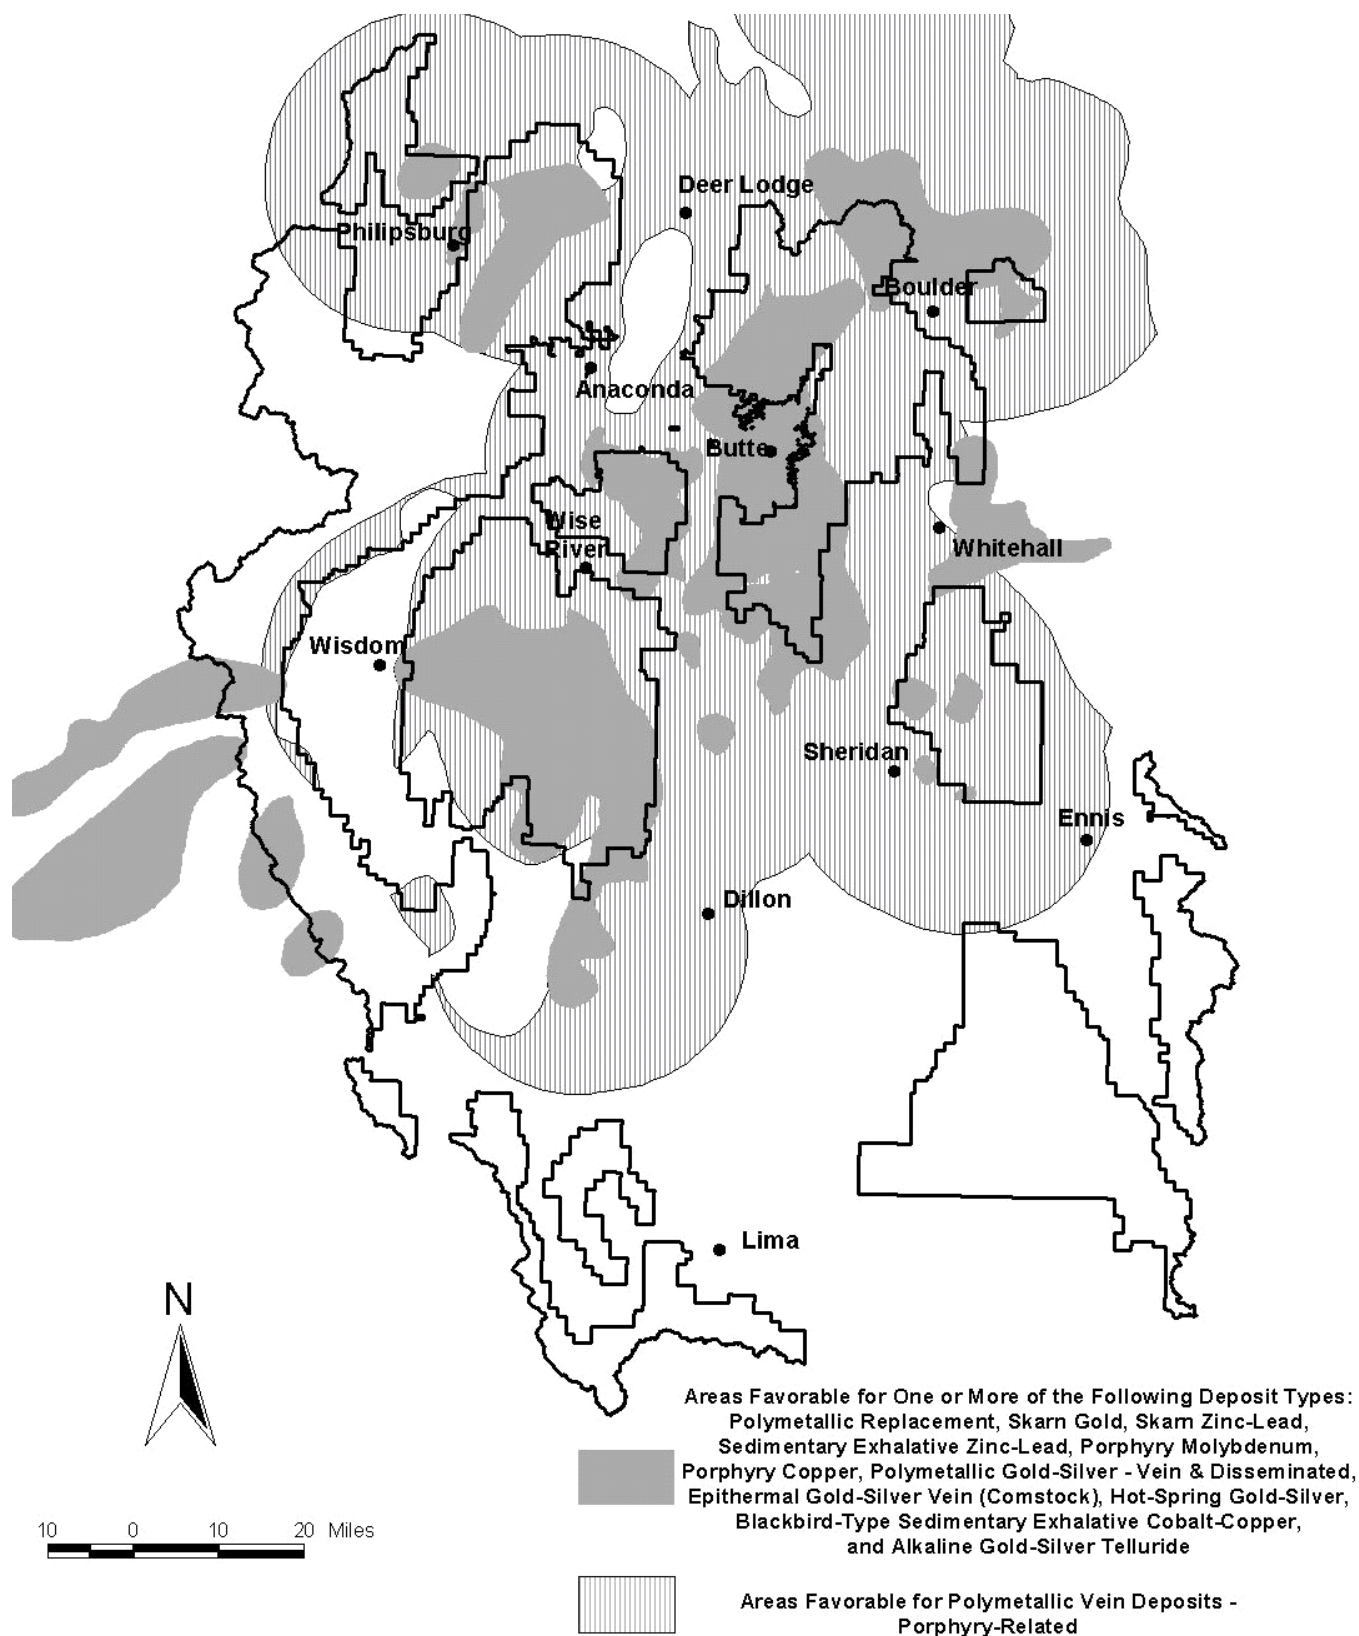 Deer Lodge
Philipsburg
Boulder
Anaconda
Butte
Wise
River
Whitehall
Wisdom
Sheridan
Ennis
Dillon
Lima
N
Areas Favorable for One or More of the Following Deposit Types:
Polymetallic Replacement, Skarn Gold, Skarn Zinc-Lead,
Sedimentary Exhalative Zinc-Lead, Porphyry Molybdenum,
Porphyry Copper, Polymetallic Gold-Silver - Vein & Disseminated,
Epithermal Gold-Silver Vein (Comstock), Hot-Spring Gold-Silver,
Blackbird-Type Sedimentary Exhalative Cobalt-Copper,
and Alkaline Gold-Silver Telluride
10 0 10 20 Miles
Areas Favorable for Polymetallic Vein Deposits -
Porphyry-Related